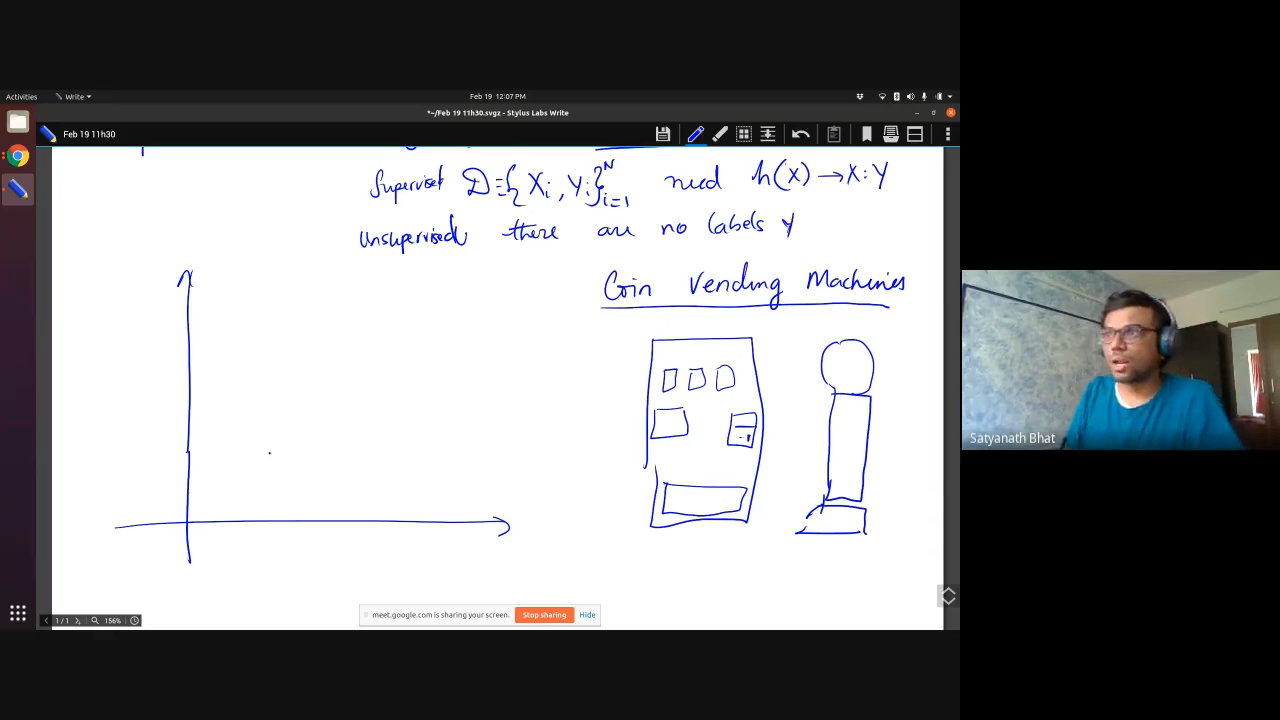 Activities
Write
Feb 19 12:07 PM
*~/Feb 19 11h30.svgz - Stylus Labs Write
Feb 19 11h30
Supervised D ≡ { Xi , Yi }_{i=1}^{N} need h(X) → X : Y
Unsupervised there are no labels Y
Coin Vending Machines
Satyanath Bhat
meet.google.com is sharing your screen.
Stop sharing
Hide
1 / 1
156%